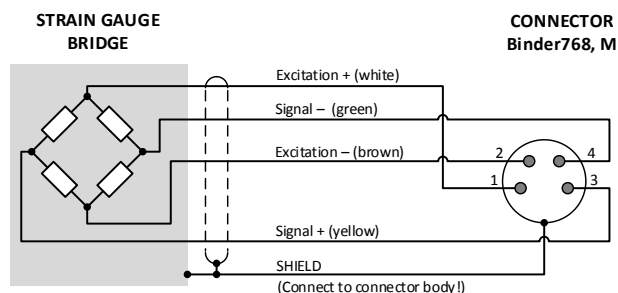 STRAIN GAUGE
BRIDGE
CONNECTOR
Binder768, M
Excitation + (white)
Signal – (green)
Excitation – (brown)
2
4
1
3
Signal + (yellow)
SHIELD
(Connect to connector body!)